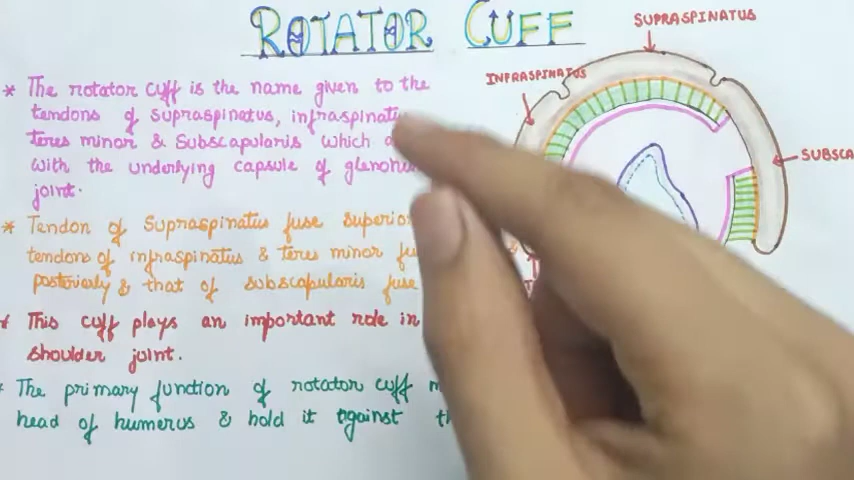 ROTATOR CUFF
SUPRASPINATUS
INFRASPINATUS
SUBSCA
* The rotator cuff is the name given to the
tendons of supraspinatus, infraspinatu
teres minor & subscapularis which
with the underlying capsule of glenohu
joint.
* Tendon of supraspinatus fuse superio
tendons of infraspinatus & teres minor fu
posteriorly & that of subscapularis fuse
* This cuff plays an important role in
shoulder joint.
* The primary function of rotator cuff
head of humerus & hold it against th